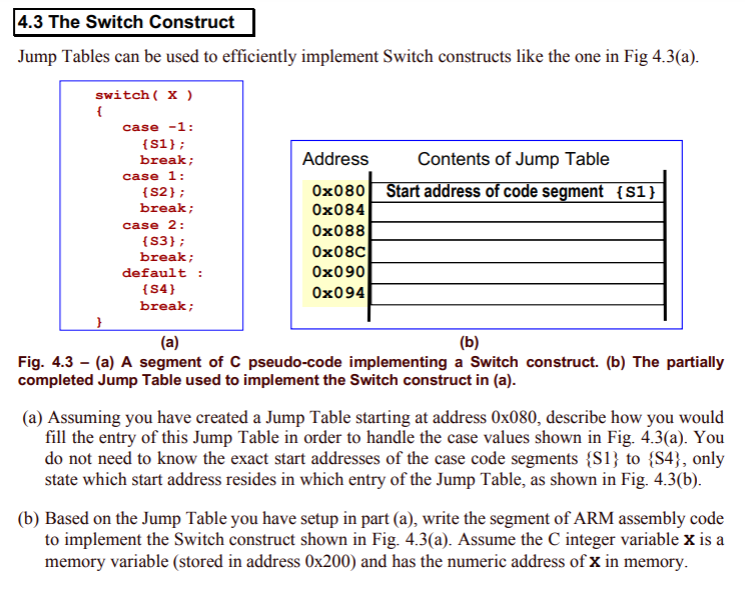 4.3 The Switch Construct
Jump Tables can be used to efficiently implement Switch constructs like the one in Fig 4.3(a).
switch( X )
{
case -1:
{S1};
break;
case 1:
{S2};
break;
case 2:
{S3};
break;
default :
{S4}
break;
}
(a)
Address Contents of Jump Table
0x080 Start address of code segment {S1}
0x084
0x088
0x08C
0x090
0x094
(b)
Fig. 4.3 – (a) A segment of C pseudo-code implementing a Switch construct. (b) The partially
completed Jump Table used to implement the Switch construct in (a).
(a) Assuming you have created a Jump Table starting at address 0x080, describe how you would
fill the entry of this Jump Table in order to handle the case values shown in Fig. 4.3(a). You
do not need to know the exact start addresses of the case code segments {S1} to {S4}, only
state which start address resides in which entry of the Jump Table, as shown in Fig. 4.3(b).
(b) Based on the Jump Table you have setup in part (a), write the segment of ARM assembly code
to implement the Switch construct shown in Fig. 4.3(a). Assume the C integer variable X is a
memory variable (stored in address 0x200) and has the numeric address of X in memory.